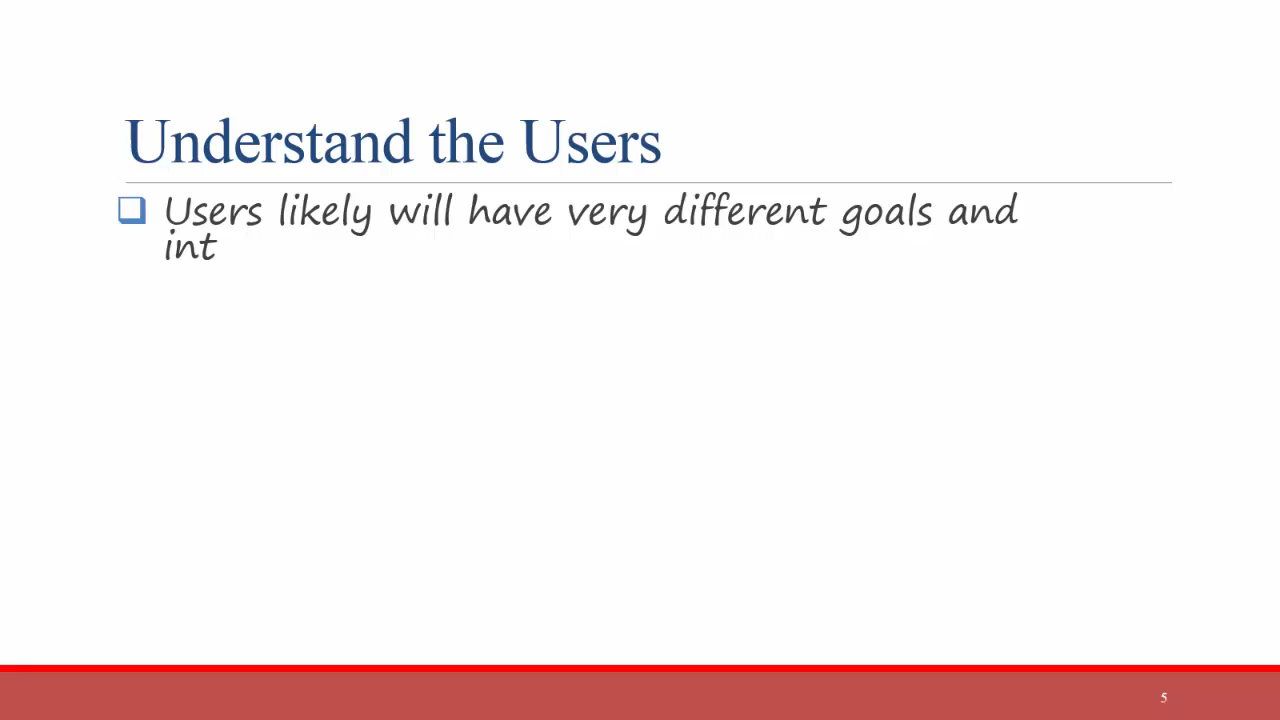 Understand the Users
Users likely will have very different goals and
int
5